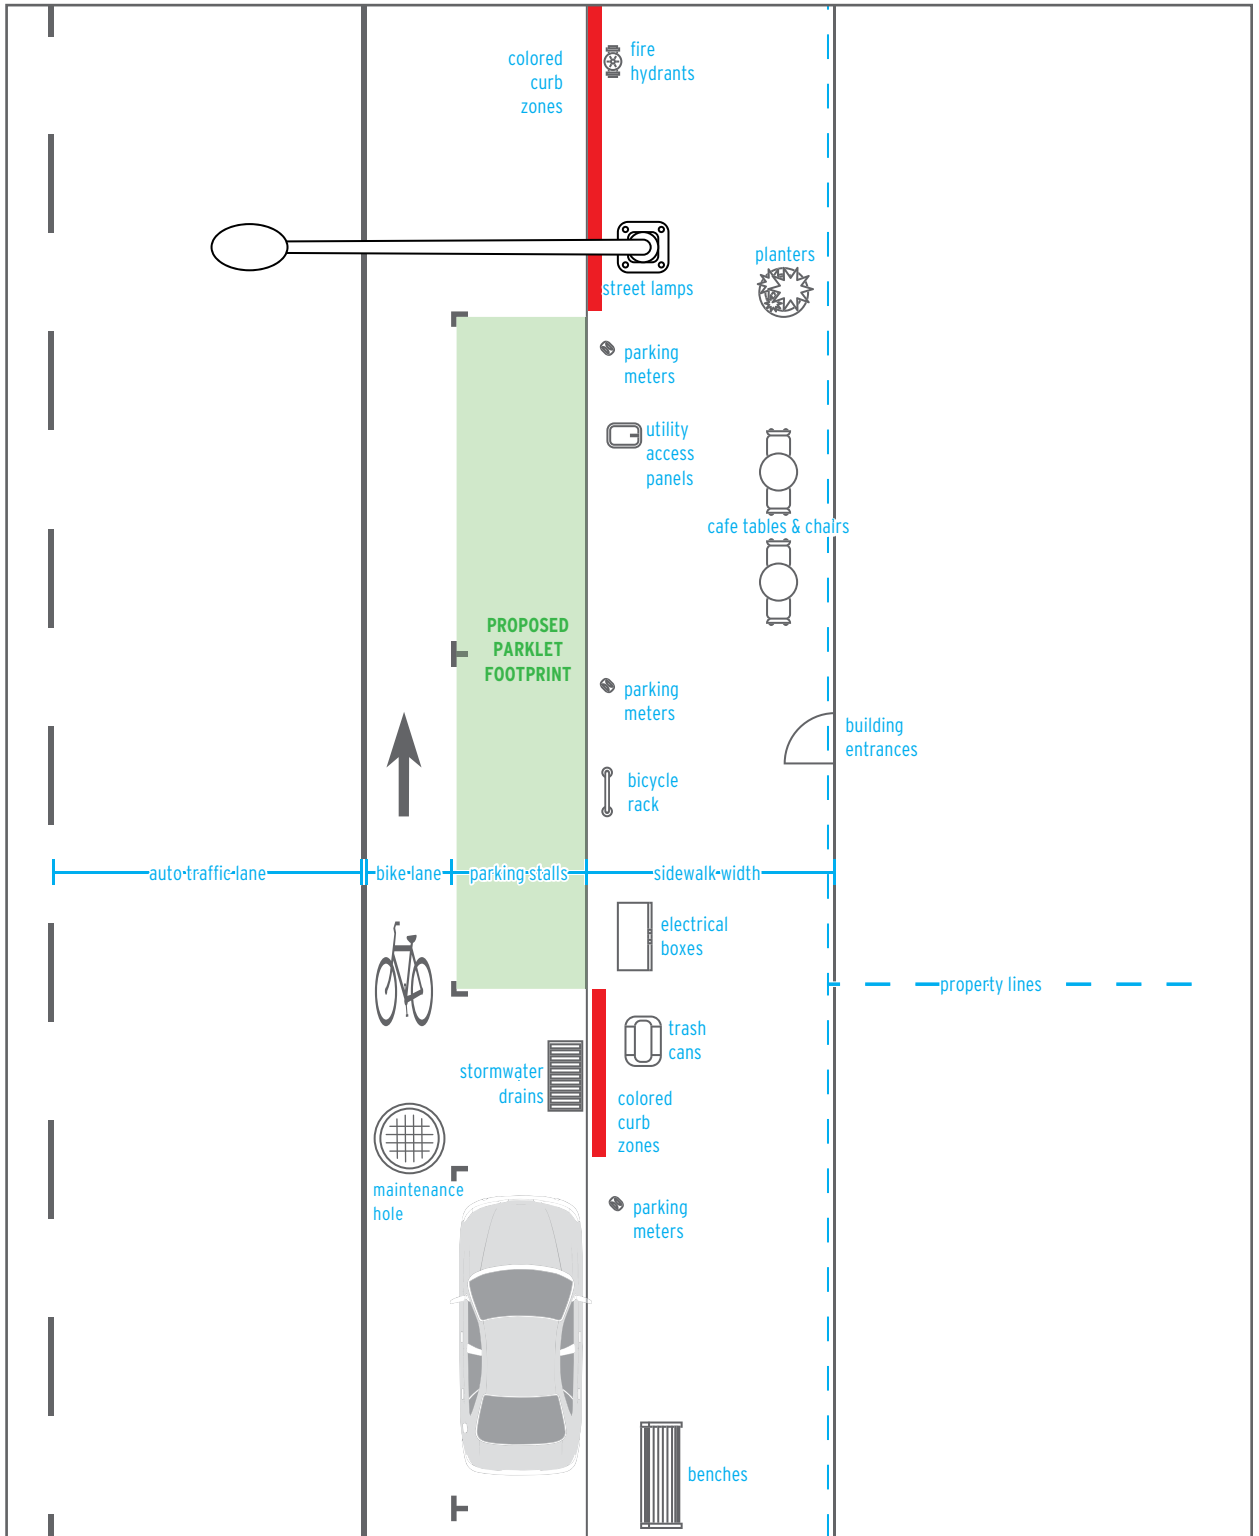 colored
curb
zones
fire
hydrants
planters
street lamps
parking
meters
utility
access
panels
cafe tables & chairs
PROPOSED
PARKLET
FOOTPRINT
parking
meters
building
entrances
bicycle
rack
auto traffic lane
bike lane
parking stalls
sidewalk width
electrical
boxes
property lines
trash
cans
stormwater
drains
colored
curb
zones
maintenance
hole
parking
meters
benches